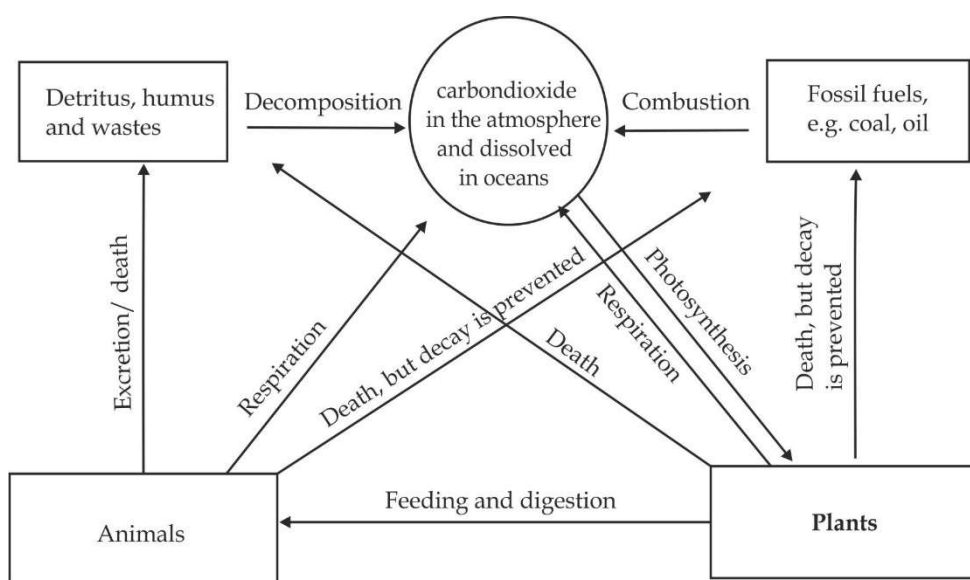 Detritus, humus
and wastes
Decomposition
carbondioxide
in the atmosphere
and dissolved
in oceans
Combustion
Fossil fuels,
e.g. coal, oil
Excretion/ death
Respiration
Death, but decay is prevented
Death
Respiration
Photosynthesis
Death, but decay
is prevented
Animals
Feeding and digestion
Plants